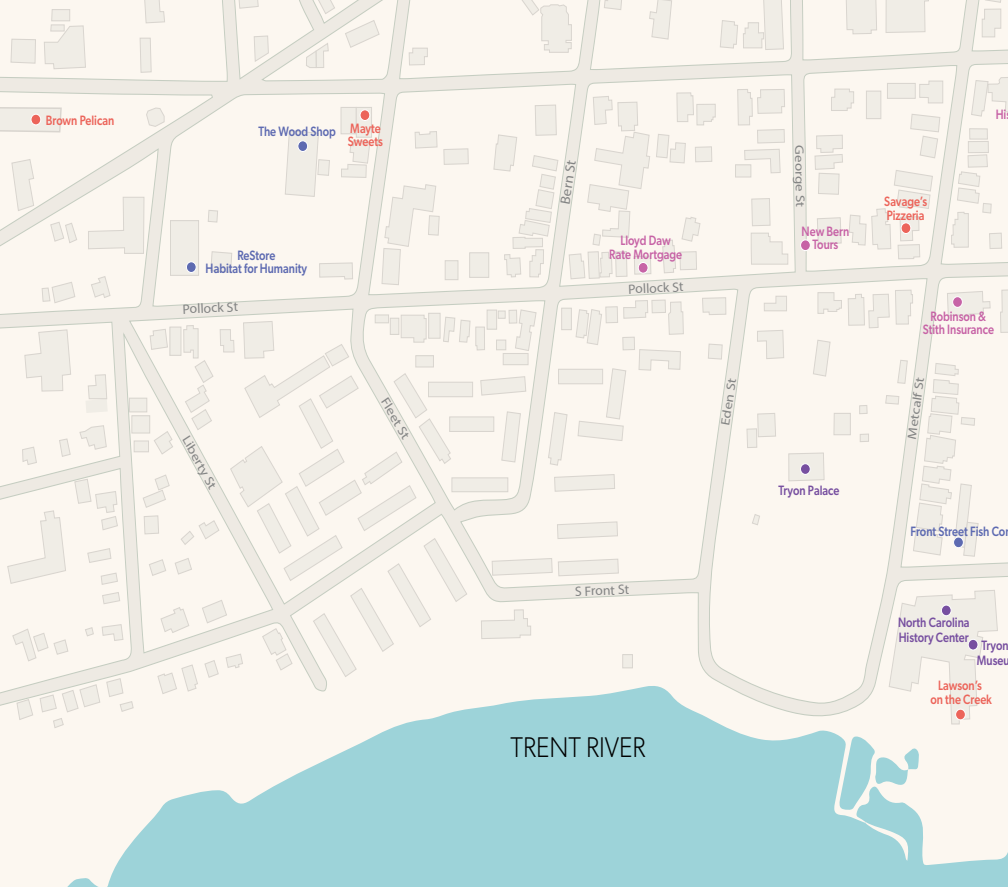 Brown Pelican
The Wood Shop
Mayte
Sweets
His
Bern St
George St
Savage's
Pizzeria
New Bern
Tours
Lloyd Daw
Rate Mortgage
ReStore
Habitat for Humanity
Pollock St
Pollock St
Robinson &
Stith Insurance
Fleet St
Eden St
Metcalf St
Liberty St
Tryon Palace
Front Street Fish Com
S Front St
North Carolina
History Center
Tryon
Museu
Lawson's
on the Creek
TRENT RIVER